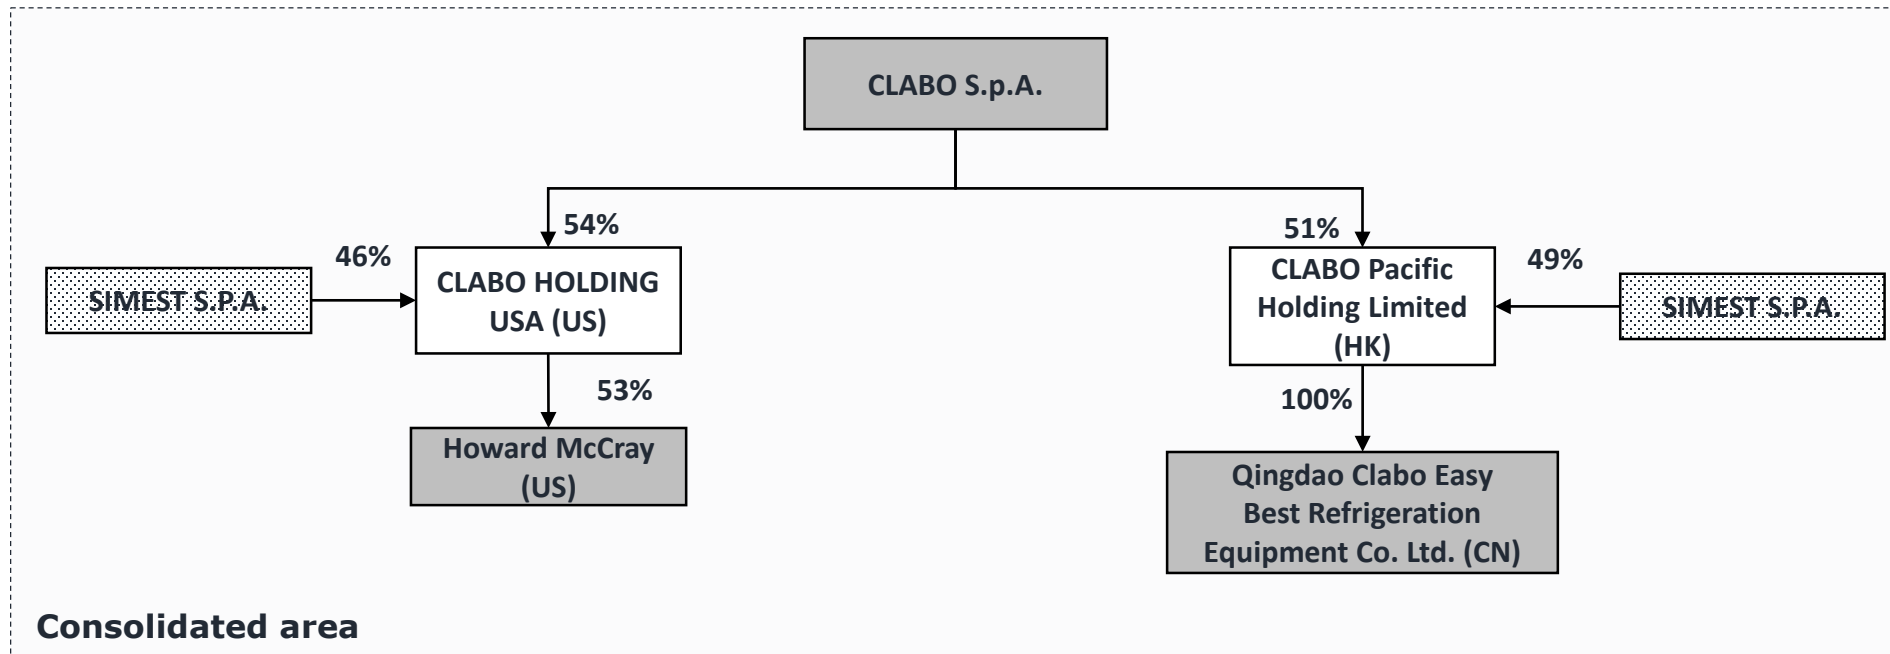 CLABO S.p.A.
54%
51%
46%
49%
SIMEST S.P.A.
CLABO HOLDING
USA (US)
CLABO Pacific
Holding Limited
(HK)
SIMEST S.P.A.
53%
100%
Howard McCray
(US)
Qingdao Clabo Easy
Best Refrigeration
Equipment Co. Ltd. (CN)
Consolidated area